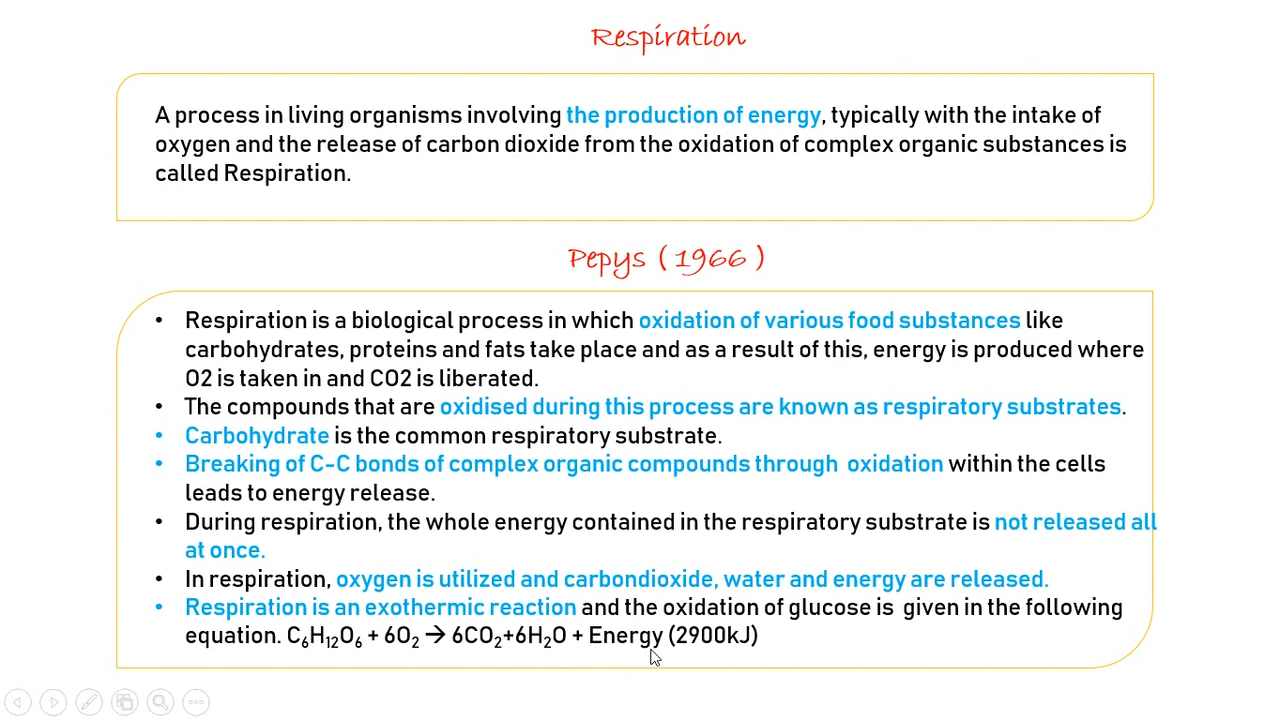 Respiration
A process in living organisms involving the production of energy, typically with the intake of
oxygen and the release of carbon dioxide from the oxidation of complex organic substances is
called Respiration.
Pepys ( 1966 )
• Respiration is a biological process in which oxidation of various food substances like
carbohydrates, proteins and fats take place and as a result of this, energy is produced where
O2 is taken in and CO2 is liberated.
• The compounds that are oxidised during this process are known as respiratory substrates.
• Carbohydrate is the common respiratory substrate.
• Breaking of C-C bonds of complex organic compounds through oxidation within the cells
leads to energy release.
• During respiration, the whole energy contained in the respiratory substrate is not released all
at once.
• In respiration, oxygen is utilized and carbondioxide, water and energy are released.
• Respiration is an exothermic reaction and the oxidation of glucose is given in the following
equation. C₆H₁₂O₆ + 6O₂ → 6CO₂+6H₂O + Energy (2900kJ)